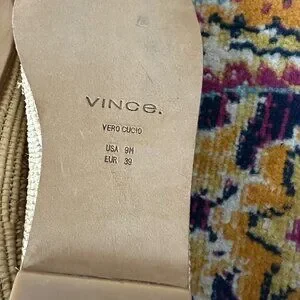 VINCE.
VERO CUOIO
USA 9M
EUR 39